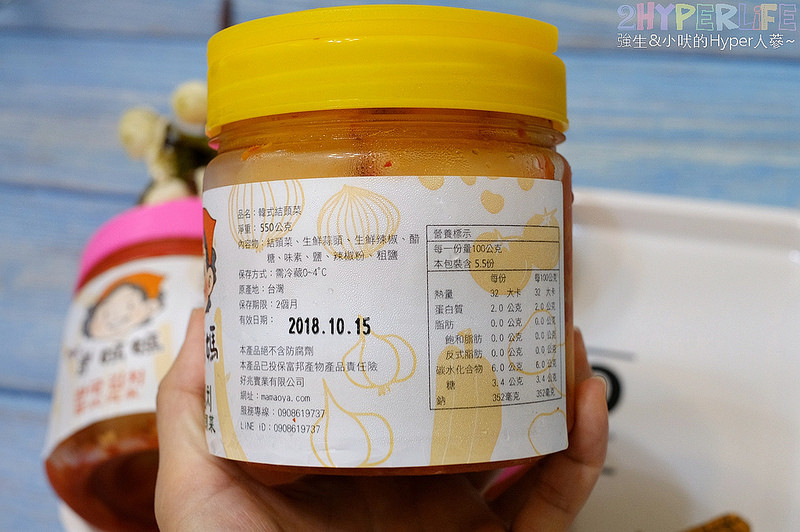 2HYPERLIFE
強生&小吠的Hyper人蔘~
品名：韓式結頭菜
淨重：550公克
內容物：結頭菜、生鮮蒜頭、生鮮辣椒、醋
糖、味素、鹽、辣椒粉、粗鹽
保存方式：需冷藏0~4℃
原產地：台灣
保存期限：2個月
有效日期：
2018.10.15
本產品絕不含防腐劑
本產品已投保富邦產物產品責任險
好兆實業有限公司
網址：mamaoya.com
服務專線：0908619737
LINE ID：0908619737
營養標示
每一份量100公克
本包裝含 5.5份
每份 每100公克
熱量 32 大卡 32 大卡
蛋白質 2.0 公克 2.0 公克
脂肪 0.0 公克 0.0 公克
飽和脂肪 0.0 公克 0.0 公克
反式脂肪 0.0 公克 0.0 公克
碳水化合物 6.0 公克 6.0 公克
糖 3.4 公克 3.4 公克
鈉 352毫克 352毫克
媽
菜